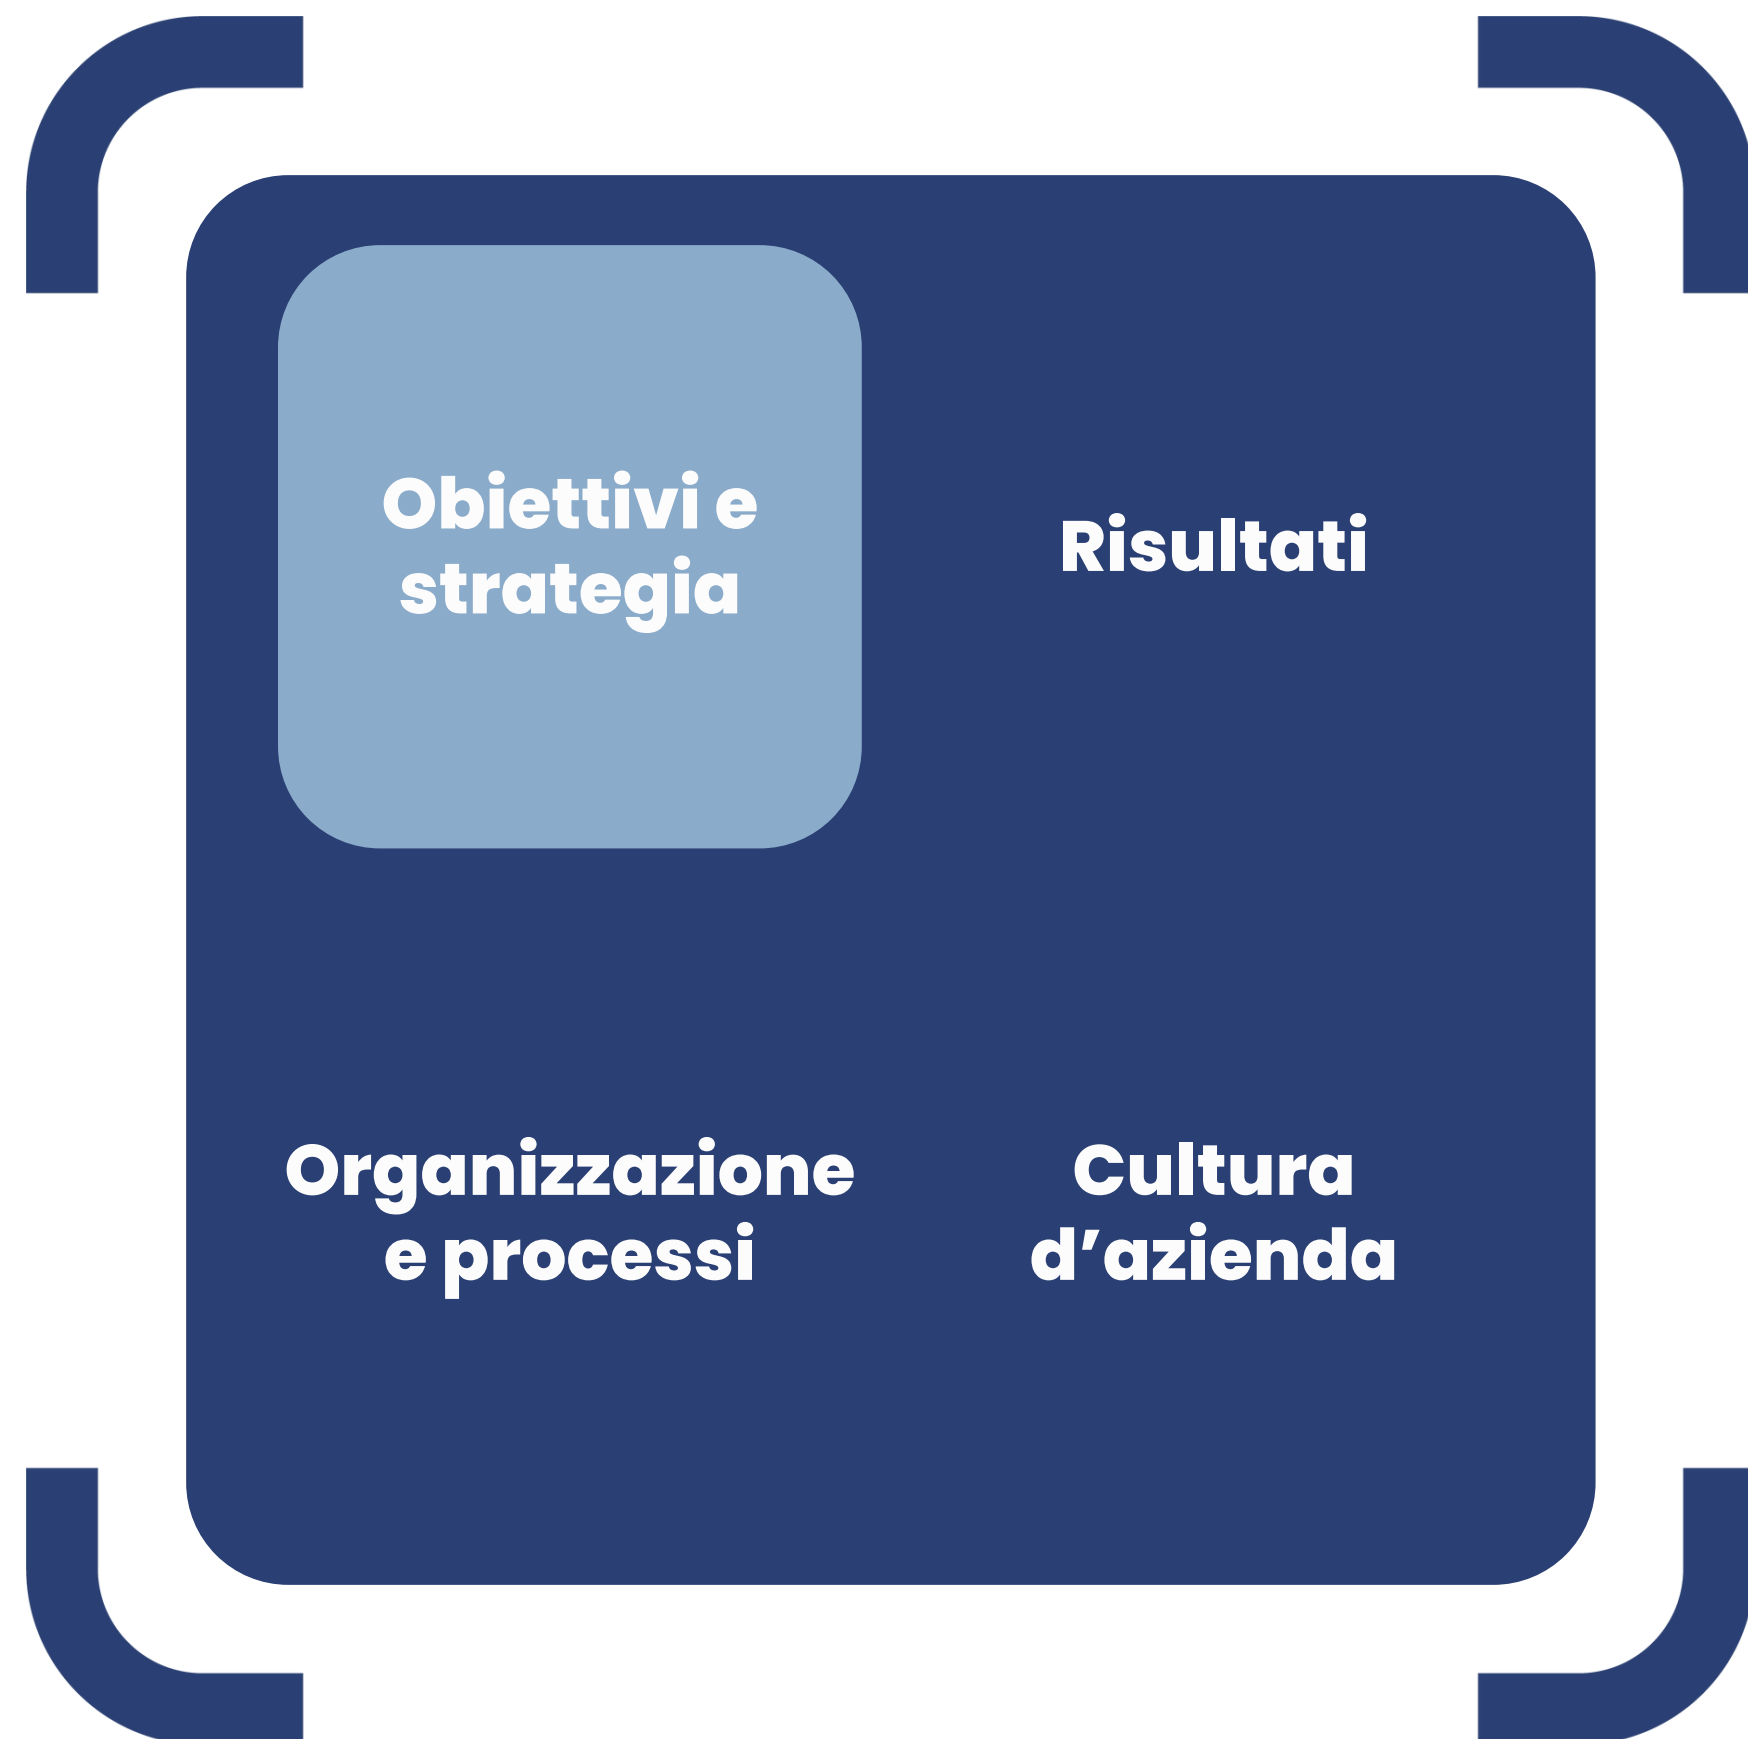 Obiettivi e
strategia
Risultati
Organizzazione
e processi
Cultura
d’azienda